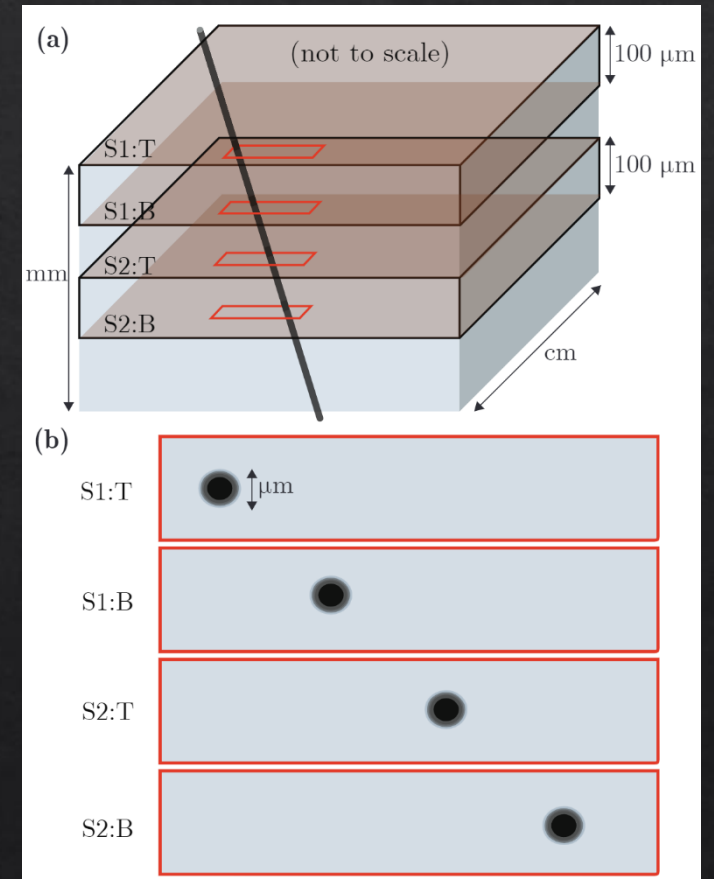 (a)
(not to scale)
100 μm
S1:T
100 μm
S1:B
S2:T
mm
S2:B
cm
(b)
S1:T
μm
S1:B
S2:T
S2:B